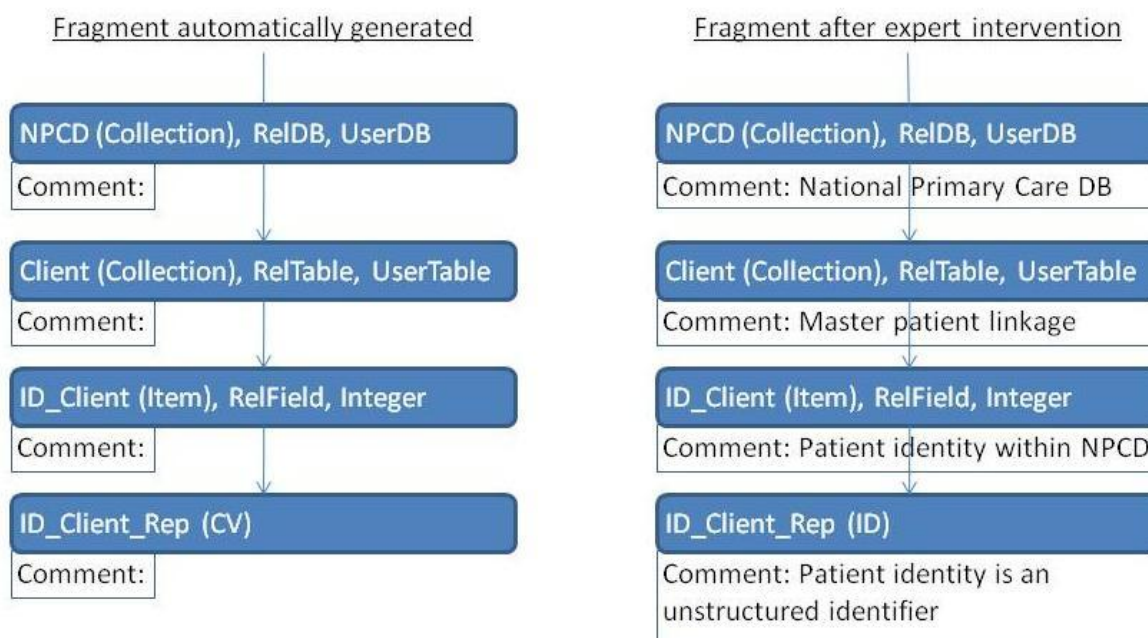 Fragment automatically generated
NPCD (Collection), RelDB, UserDB
Comment:
Client (Collection), RelTable, UserTable
Comment:
ID_Client (Item), RelField, Integer
Comment:
ID_Client_Rep (CV)
Comment:
Fragment after expert intervention
NPCD (Collection), RelDB, UserDB
Comment: National Primary Care DB
Client (Collection), RelTable, UserTable
Comment: Master patient linkage
ID_Client (Item), RelField, Integer
Comment: Patient identity within NPCD
ID_Client_Rep (ID)
Comment: Patient identity is an
unstructured identifier